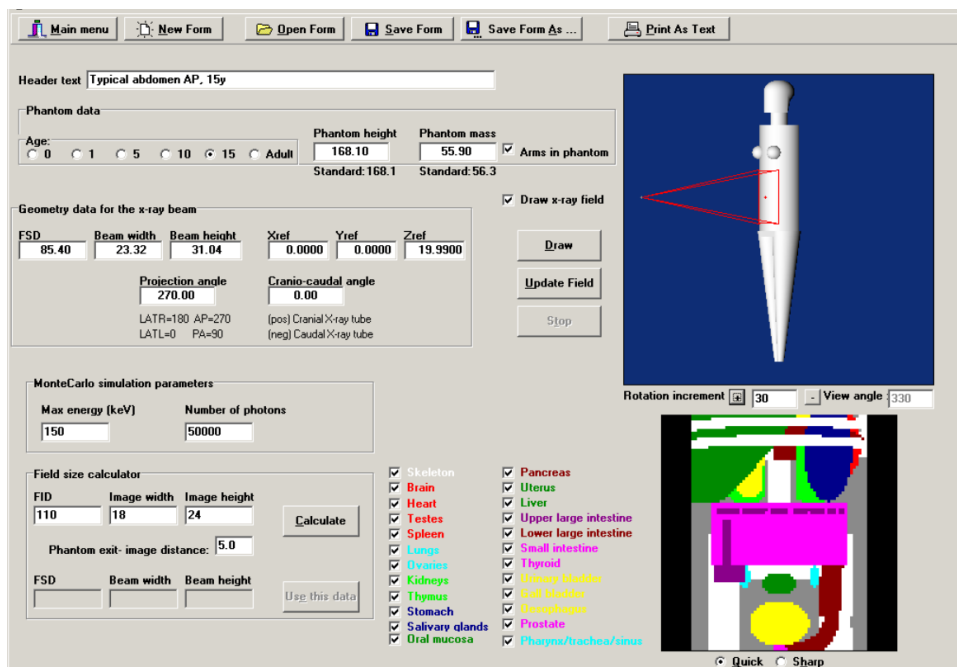 Main menu New Form Open Form Save Form Save Form As ... Print As Text
Header text Typical abdomen AP, 15y
Phantom data
Age:
0 1 5 10 15 Adult
Phantom height Phantom mass
168.10 55.90 Arms in phantom
Standard: 168.1 Standard: 56.3
Draw x-ray field
Geometry data for the x-ray beam
FSD Beam width Beam height Xref Yref Zref
85.40 23.32 31.04 0.0000 0.0000 19.9900
Draw
Projection angle Cranio-caudal angle
270.00 0.00
Update Field
LATR=180 AP=270 (pos) Cranial X-ray tube
LATL=0 PA=90 (neg) Caudal X-ray tube
Stop
MonteCarlo simulation parameters
Max energy (keV) Number of photons
150 50000
Rotation increment + 30 - View angle : 330
Field size calculator
FID Image width Image height
110 18 24
Calculate
Phantom exit- image distance: 5.0
FSD Beam width Beam height
Use this data
Skeleton
Brain
Heart
Testes
Spleen
Lungs
Ovaries
Kidneys
Thymus
Stomach
Salivary glands
Oral mucosa
Pancreas
Uterus
Liver
Upper large intestine
Lower large intestine
Small intestine
Thyroid
Urinary bladder
Gall bladder
Oesophagus
Prostate
Pharynx/trachea/sinus
Quick Sharp